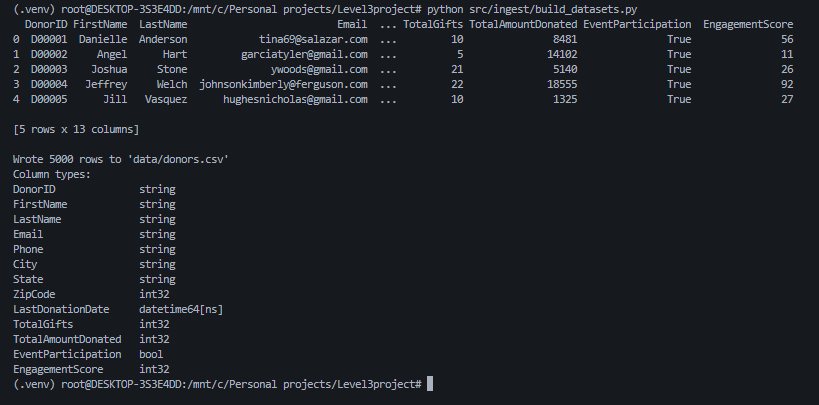 (.venv) root@DESKTOP-3S3E4DD:/mnt/c/Personal projects/Level3project# python src/ingest/build_datasets.py
DonorID FirstName LastName Email ... TotalGifts TotalAmountDonated EventParticipation EngagementScore
0 D00001 Danielle Anderson tina69@salazar.com ... 10 8481 True 56
1 D00002 Angel Hart garciatyler@gmail.com ... 5 14102 True 11
2 D00003 Joshua Stone ywoods@gmail.com ... 21 5140 True 26
3 D00004 Jeffrey Welch johnsonkimberly@ferguson.com ... 22 18555 True 92
4 D00005 Jill Vasquez hughesnicholas@gmail.com ... 10 1325 True 27
[5 rows x 13 columns]
Wrote 5000 rows to 'data/donors.csv'
Column types:
DonorID string
FirstName string
LastName string
Email string
Phone string
City string
State string
ZipCode int32
LastDonationDate datetime64[ns]
TotalGifts int32
TotalAmountDonated int32
EventParticipation bool
EngagementScore int32
(.venv) root@DESKTOP-3S3E4DD:/mnt/c/Personal projects/Level3project#